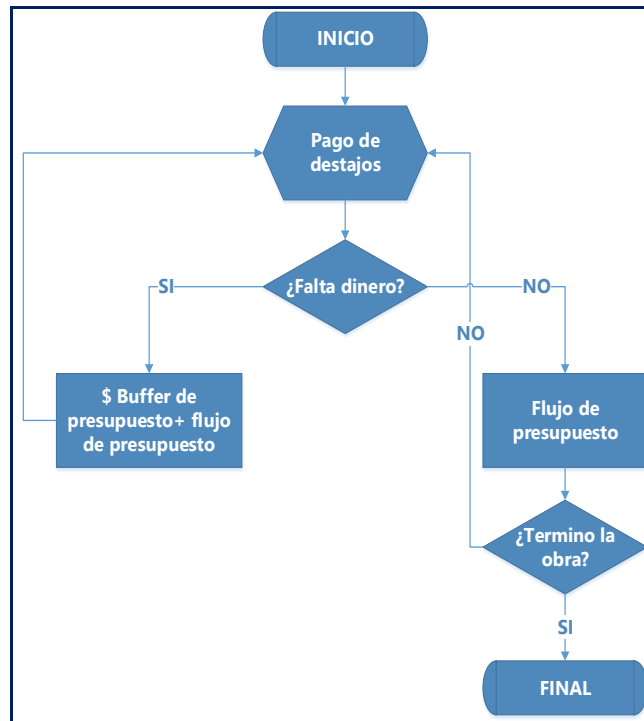 INICIO
Pago de
destajos
¿Falta dinero?
SI
NO
NO
$ Buffer de
presupuesto+ flujo
de presupuesto
Flujo de
presupuesto
¿Termino la
obra?
SI
FINAL